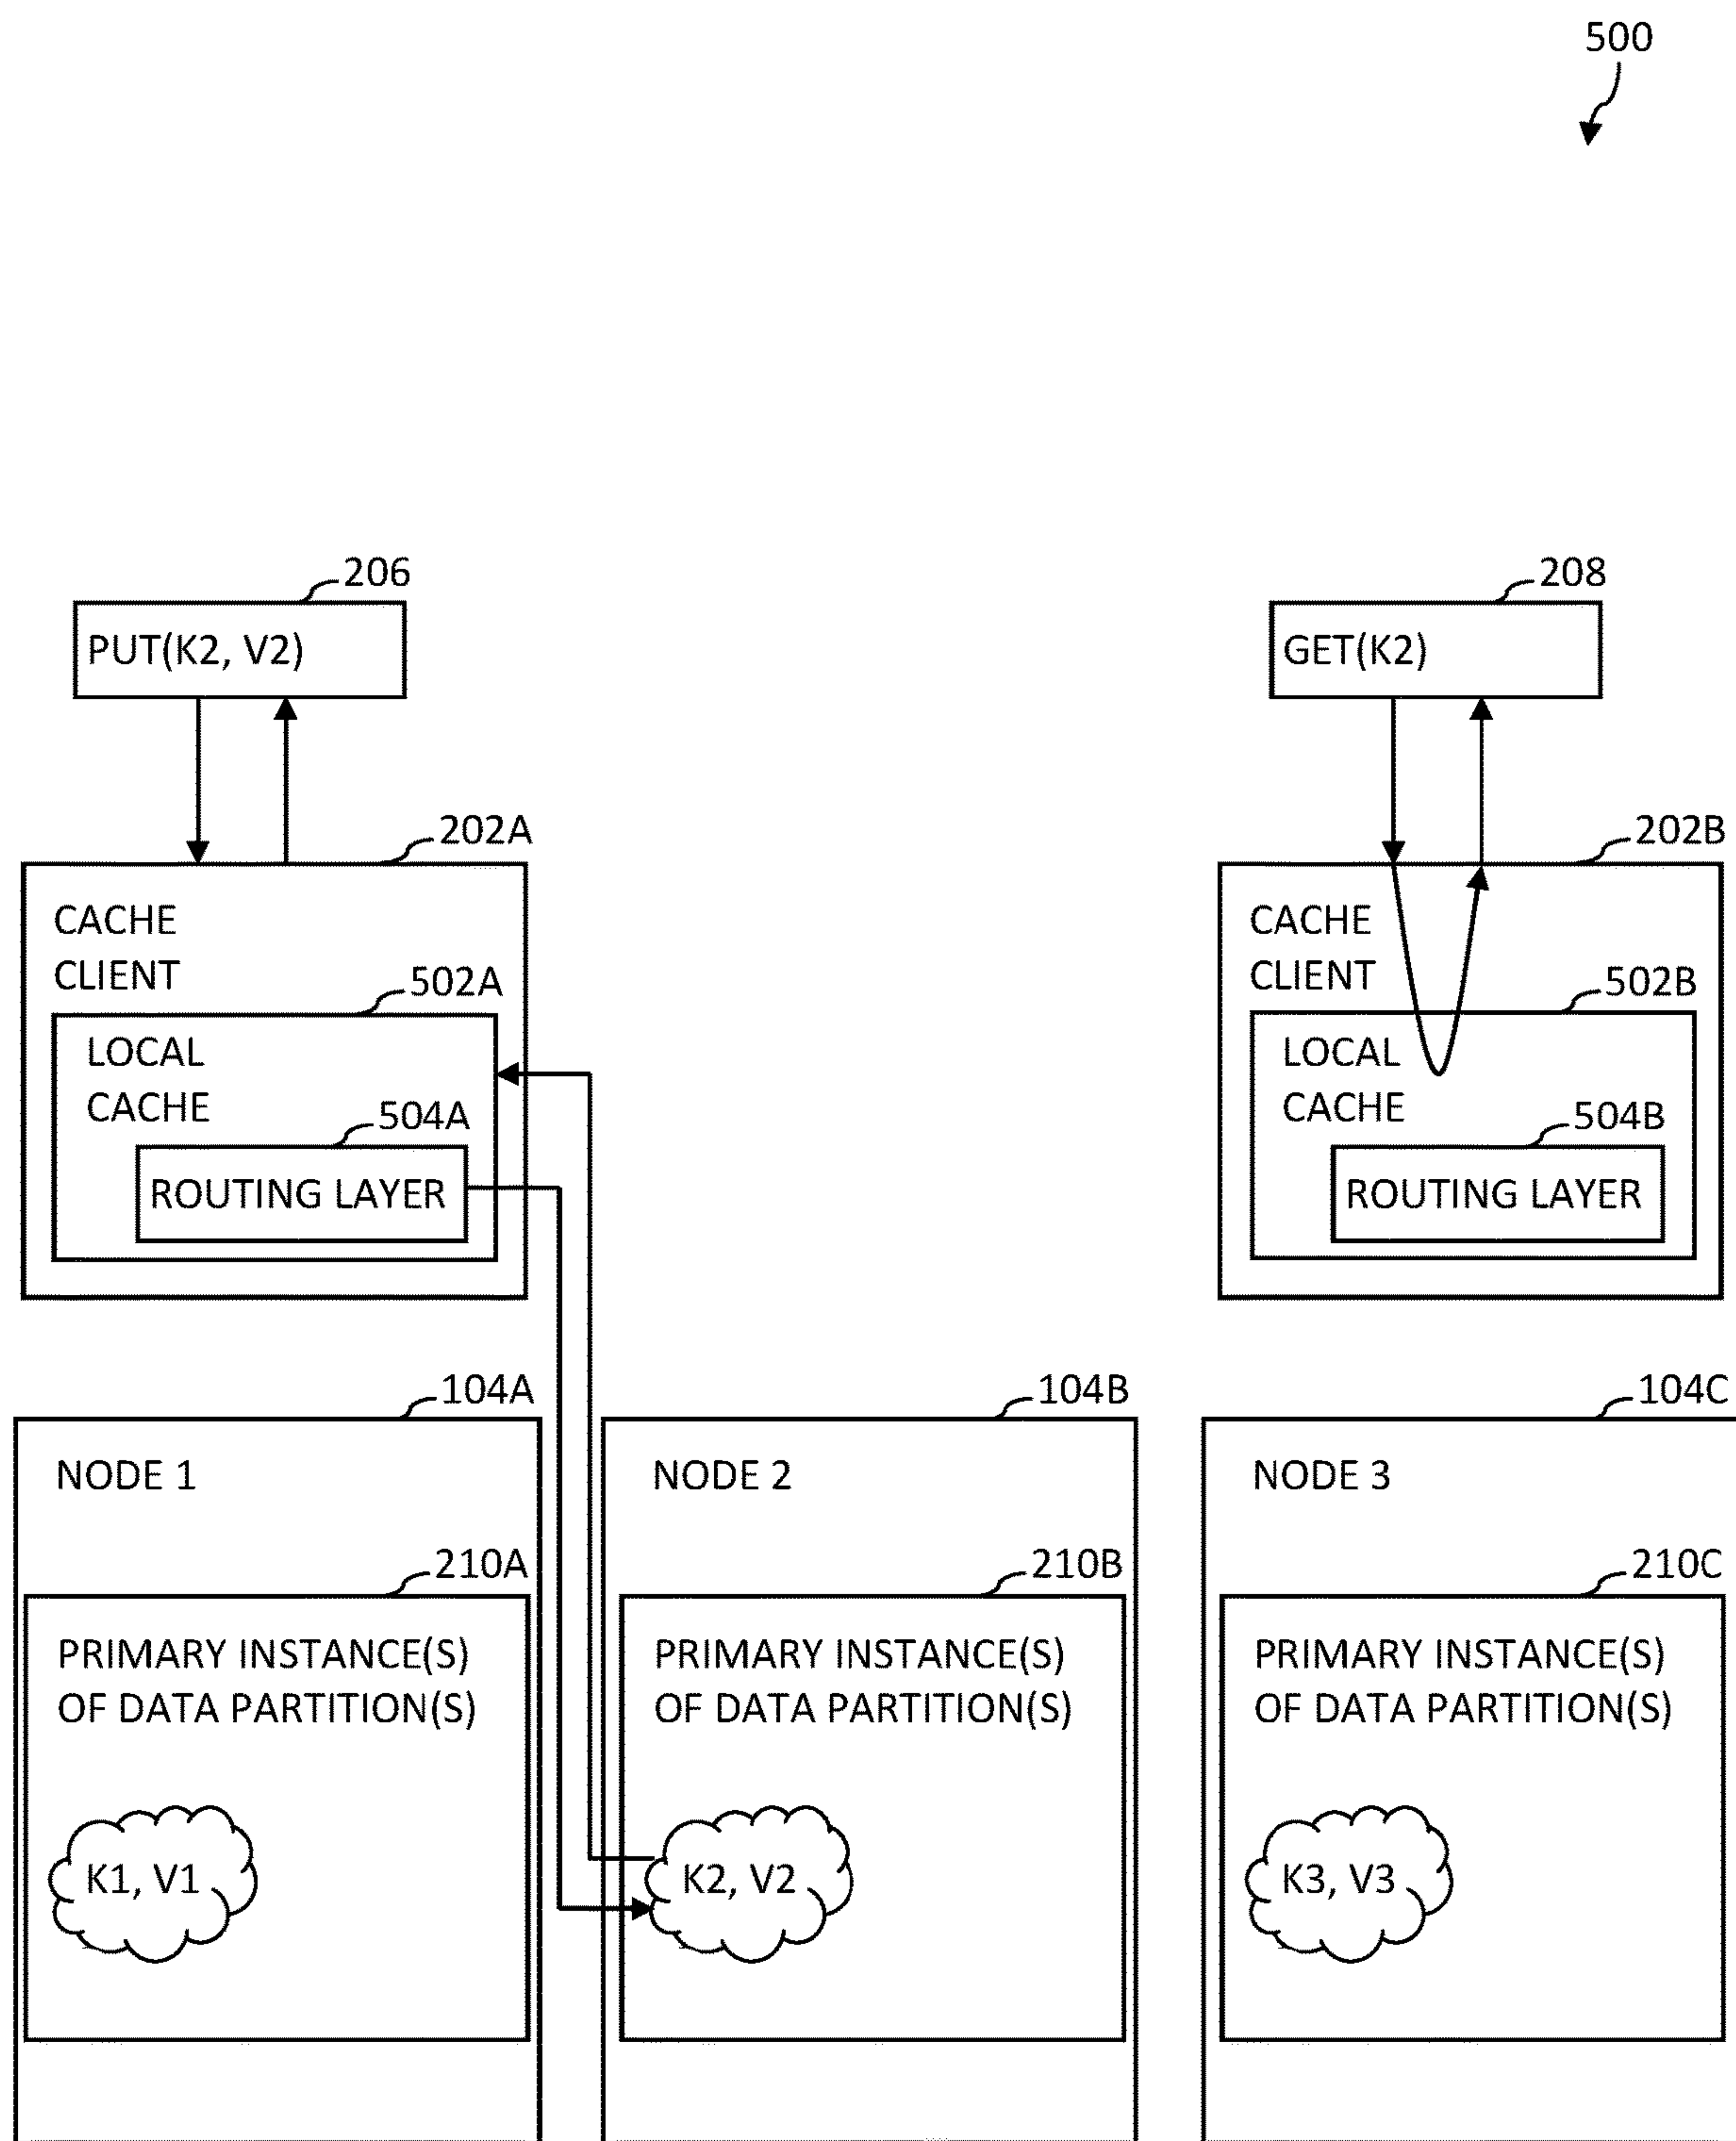 500
206
208
PUT(K2, V2)
GET(K2)
202A
202B
CACHE
CLIENT
502A
LOCAL
CACHE
504A
ROUTING LAYER
CACHE
CLIENT
502B
LOCAL
CACHE
504B
ROUTING LAYER
104A
NODE 1
210A
PRIMARY INSTANCE(S)
OF DATA PARTITION(S)
K1, V1
104B
NODE 2
210B
PRIMARY INSTANCE(S)
OF DATA PARTITION(S)
K2, V2
104C
NODE 3
210C
PRIMARY INSTANCE(S)
OF DATA PARTITION(S)
K3, V3